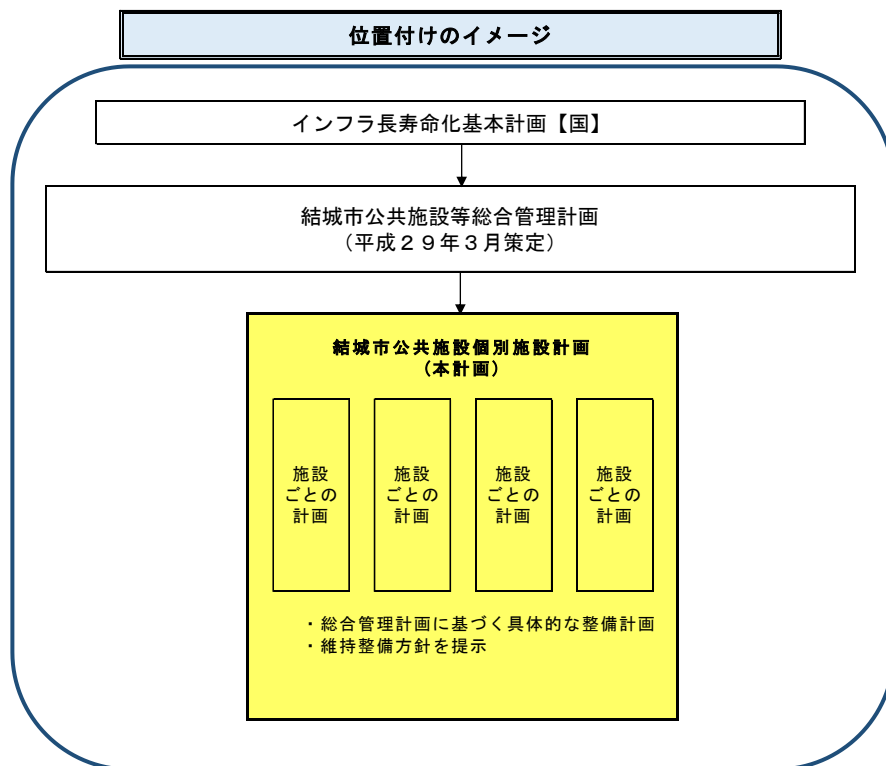 位置付けのイメージ
インフラ長寿命化基本計画【国】
結城市公共施設等総合管理計画
（平成２９年３月策定）
結城市公共施設個別施設計画
（本計画）
施設
ごとの
計画
施設
ごとの
計画
施設
ごとの
計画
施設
ごとの
計画
・総合管理計画に基づく具体的な整備計画
・維持整備方針を提示